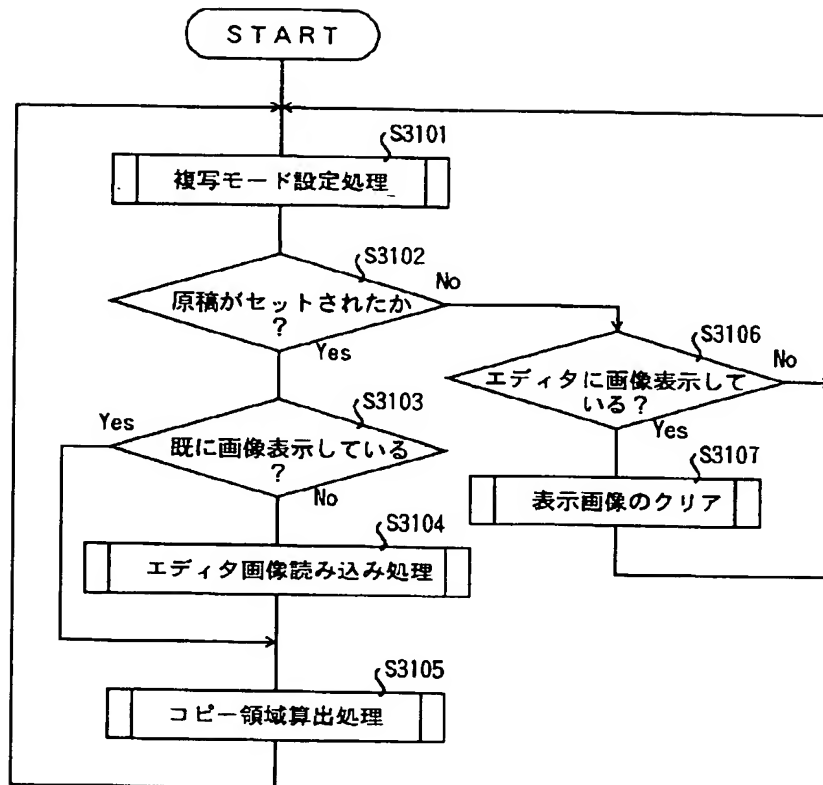 START
S3101
複写モード設定処理
S3102
原稿がセットされたか
?
No
Yes
S3106
エディタに画像表示して
いる?
No
Yes
S3103
既に画像表示している
?
Yes
No
S3107
表示画像のクリア
S3104
エディタ画像読み込み処理
S3105
コピー領域算出処理